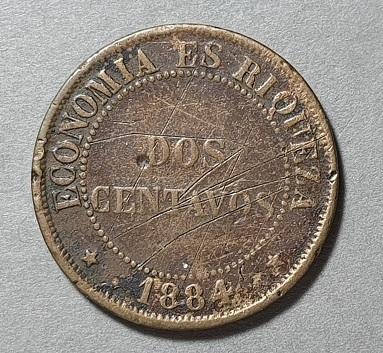 ECONOMIA ES RIQUEZA
DOS
CENTAVOS
1884